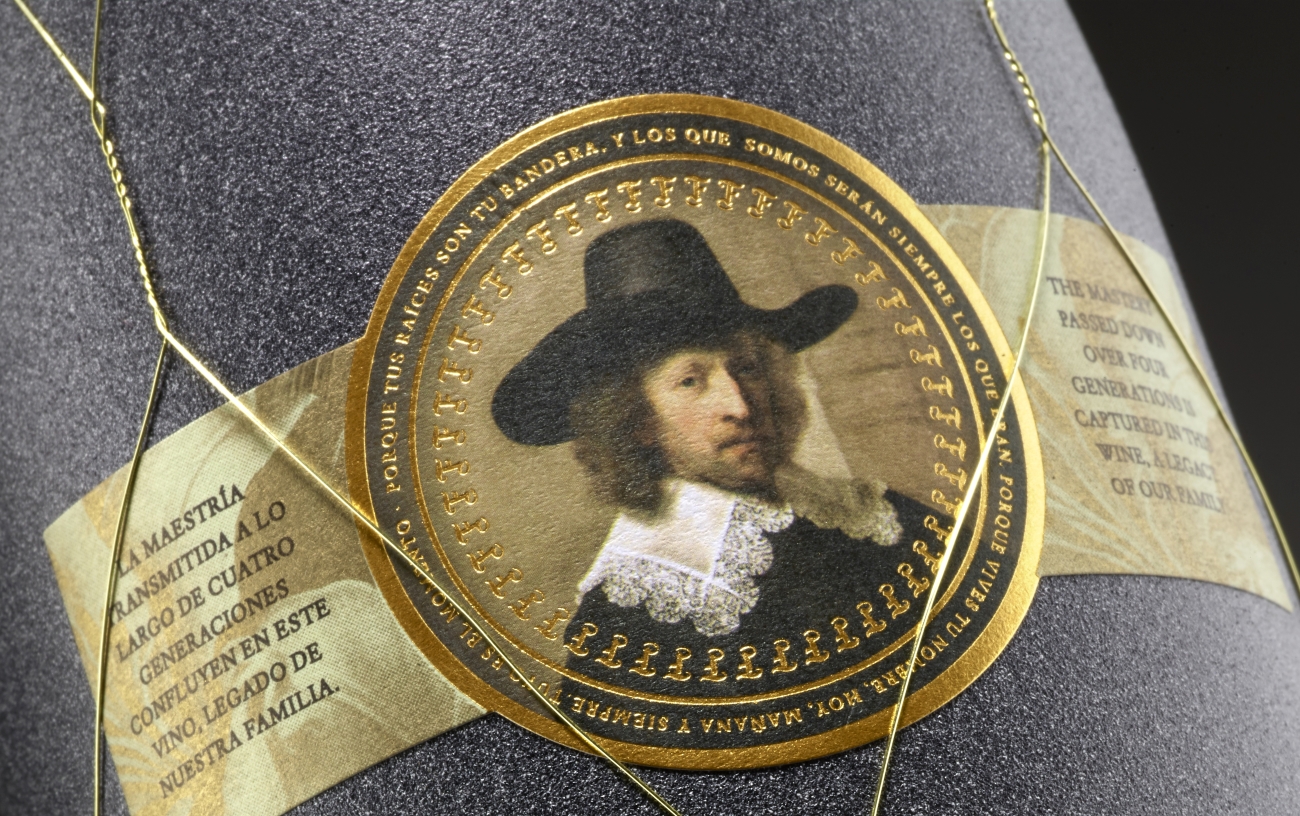 LA MAESTRÍA
TRANSMITIDA A LO
LARGO DE CUATRO
GENERACIONES
CONFLUYEN EN ESTE
VINO, LEGADO DE
NUESTRA FAMILIA.
· PORQUE TUS RAÍCES SON TU BANDERA, Y LOS QUE SOMOS SERÁN SIEMPRE LOS QUE PORQUE VIVES TU NOMBRE, HOY, MAÑANA Y SIEMPRE,
THE MASTERY
PASSED DOWN
OVER FOUR
GENERATIONS IS
CAPTURED IN THIS
WINE, A LEGACY
OF OUR FAMILY